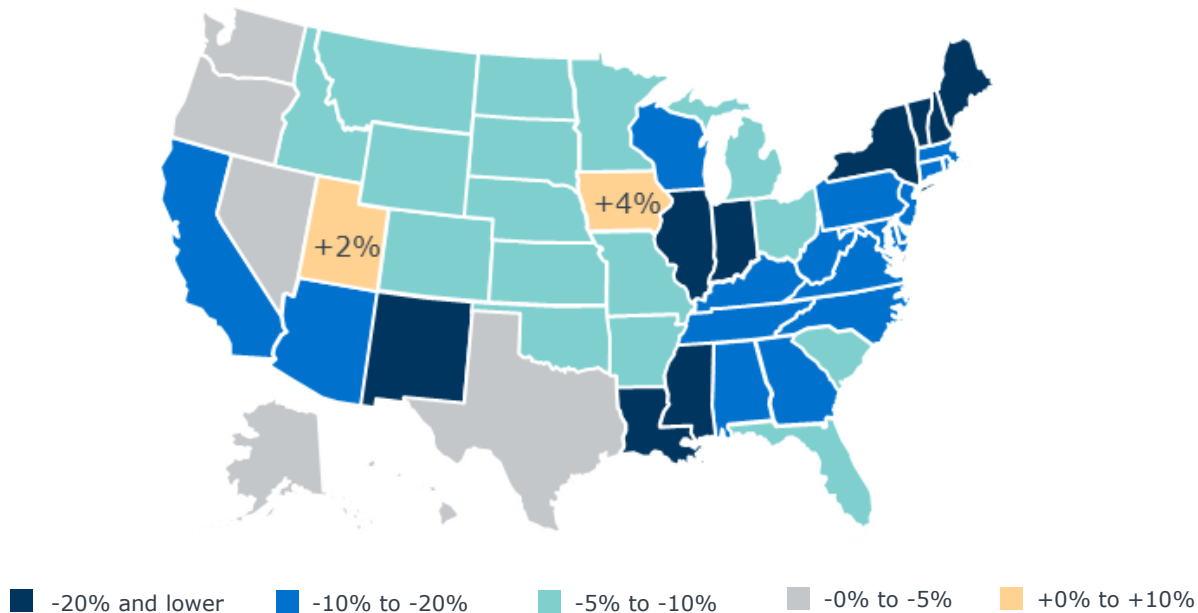 +4%
+2%
-20% and lower
-10% to -20%
-5% to -10%
-0% to -5%
+0% to +10%